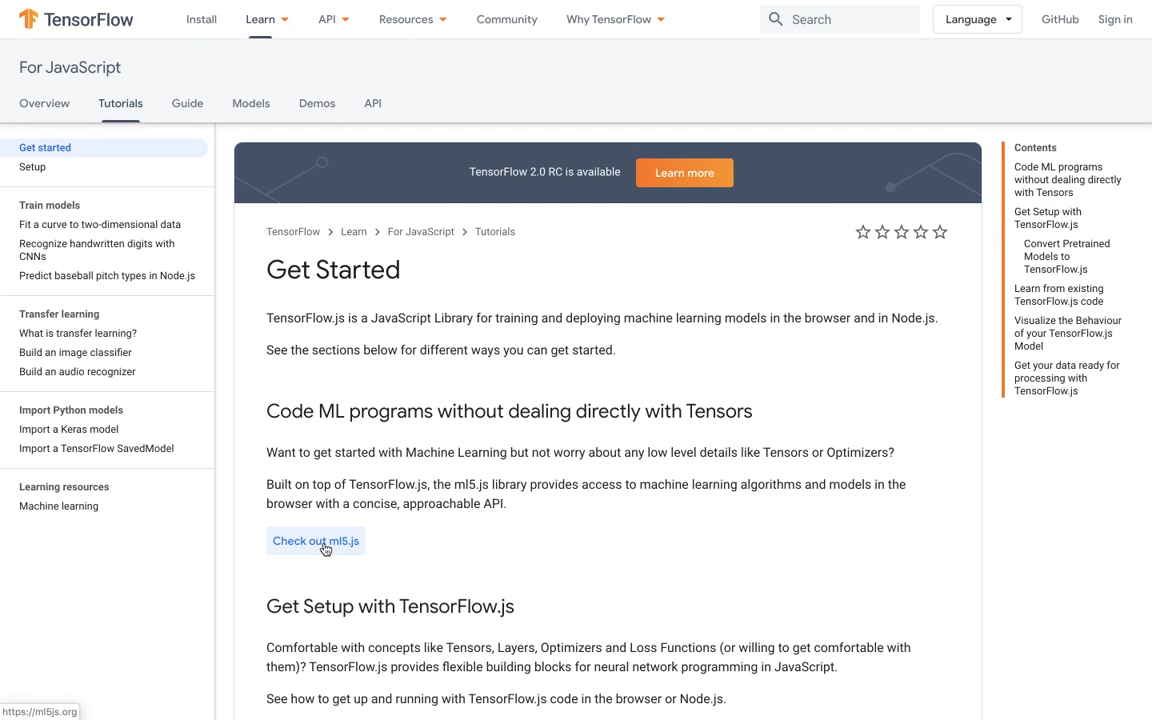 TensorFlow
Install
Learn
API
Resources
Community
Why TensorFlow
Search
Language
GitHub
Sign in
For JavaScript
Overview
Tutorials
Guide
Models
Demos
API
Get started
Setup
Train models
Fit a curve to two-dimensional data
Recognize handwritten digits with
CNNs
Predict baseball pitch types in Node.js
Transfer learning
What is transfer learning?
Build an image classifier
Build an audio recognizer
Import Python models
Import a Keras model
Import a TensorFlow SavedModel
Learning resources
Machine learning
TensorFlow 2.0 RC is available
Learn more
TensorFlow > Learn > For JavaScript > Tutorials
Get Started
TensorFlow.js is a JavaScript Library for training and deploying machine learning models in the browser and in Node.js.
See the sections below for different ways you can get started.
Code ML programs without dealing directly with Tensors
Want to get started with Machine Learning but not worry about any low level details like Tensors or Optimizers?
Built on top of TensorFlow.js, the ml5.js library provides access to machine learning algorithms and models in the
browser with a concise, approachable API.
Check out ml5.js
Get Setup with TensorFlow.js
Comfortable with concepts like Tensors, Layers, Optimizers and Loss Functions (or willing to get comfortable with
them)? TensorFlow.js provides flexible building blocks for neural network programming in JavaScript.
See how to get up and running with TensorFlow.js code in the browser or Node.js.
Contents
Code ML programs
without dealing directly
with Tensors
Get Setup with
TensorFlow.js
Convert Pretrained
Models to
TensorFlow.js
Learn from existing
TensorFlow.js code
Visualize the Behaviour
of your TensorFlow.js
Model
Get your data ready for
processing with
TensorFlow.js
https://ml5js.org